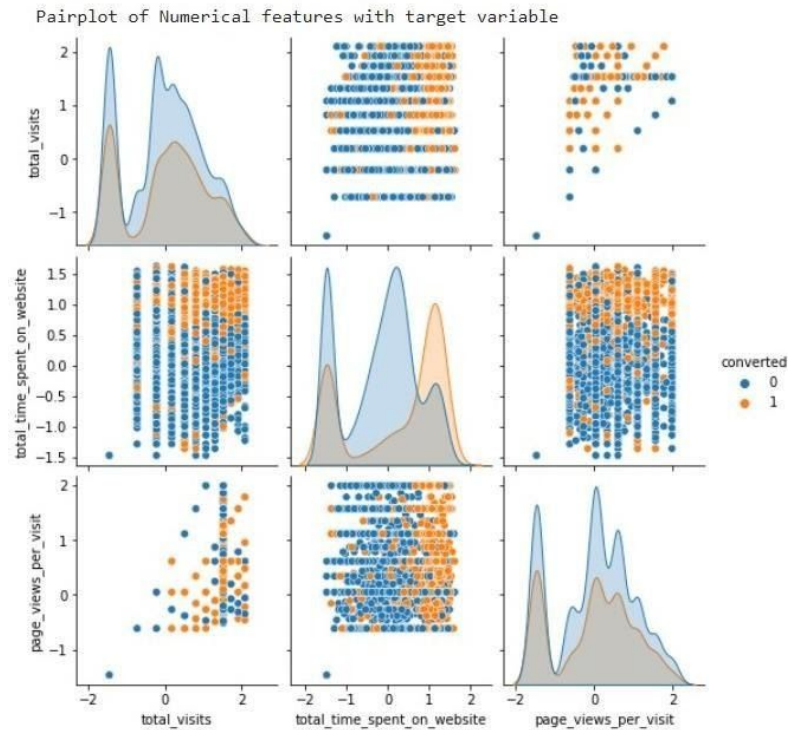 Pairplot of Numerical features with target variable
total_visits
2
1
0
−1
total_time_spent_on_website
1.5
1.0
0.5
0.0
−0.5
−1.0
−1.5
converted
0
1
page_views_per_visit
2
1
0
−1
−2 0 2
−2 −1 0 1 2
−2 0 2
total_visits
total_time_spent_on_website
page_views_per_visit